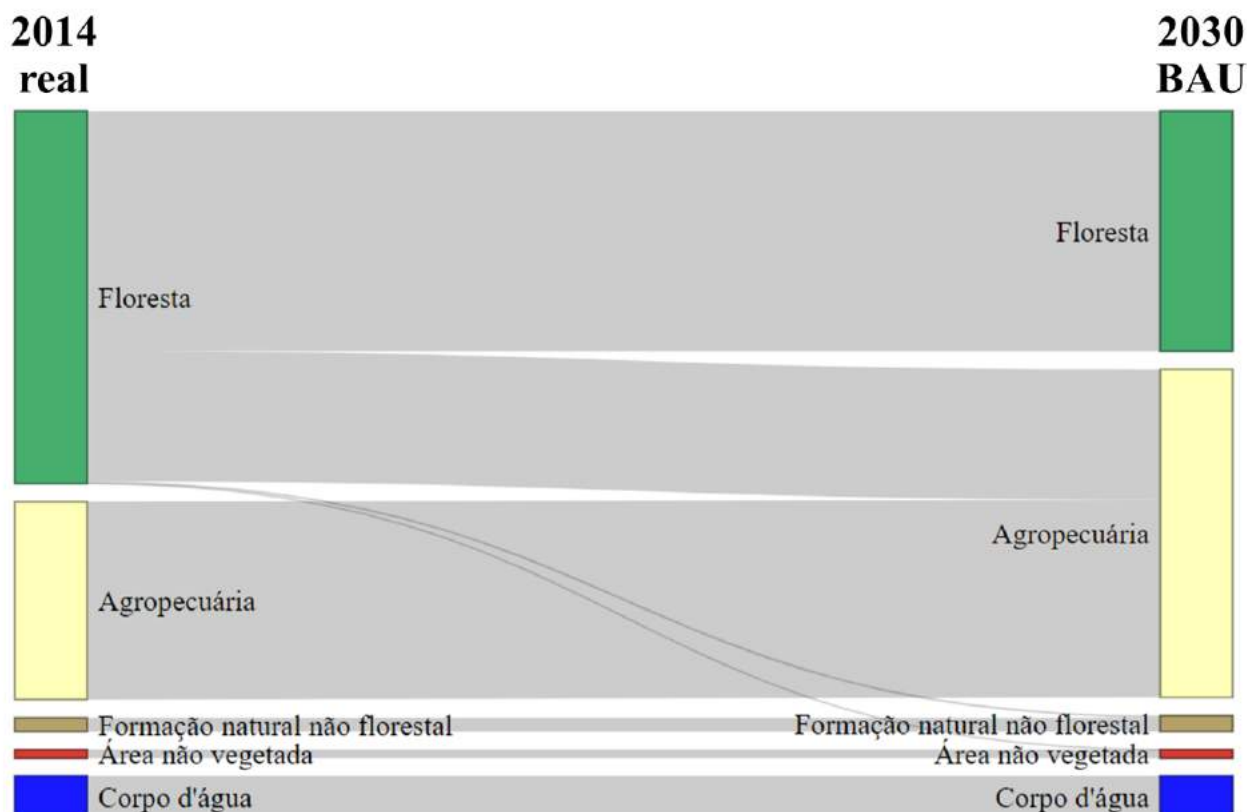 2014
real
2030
BAU
Floresta
Floresta
Agropecuária
Agropecuária
Formação natural não florestal
Formação natural não florestal
Área não vegetada
Área não vegetada
Corpo d'água
Corpo d'água